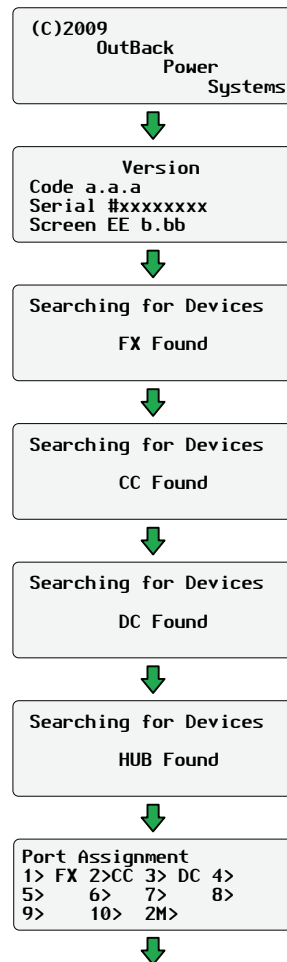 (C)2009
OutBack
Power
Systems
Version
Code a.a.a
Serial #xxxxxxxx
Screen EE b.bb
Searching for Devices
FX Found
Searching for Devices
CC Found
Searching for Devices
DC Found
Searching for Devices
HUB Found
Port Assignment
1> FX 2>CC 3> DC 4>
5> 6> 7> 8>
9> 10> 2M>